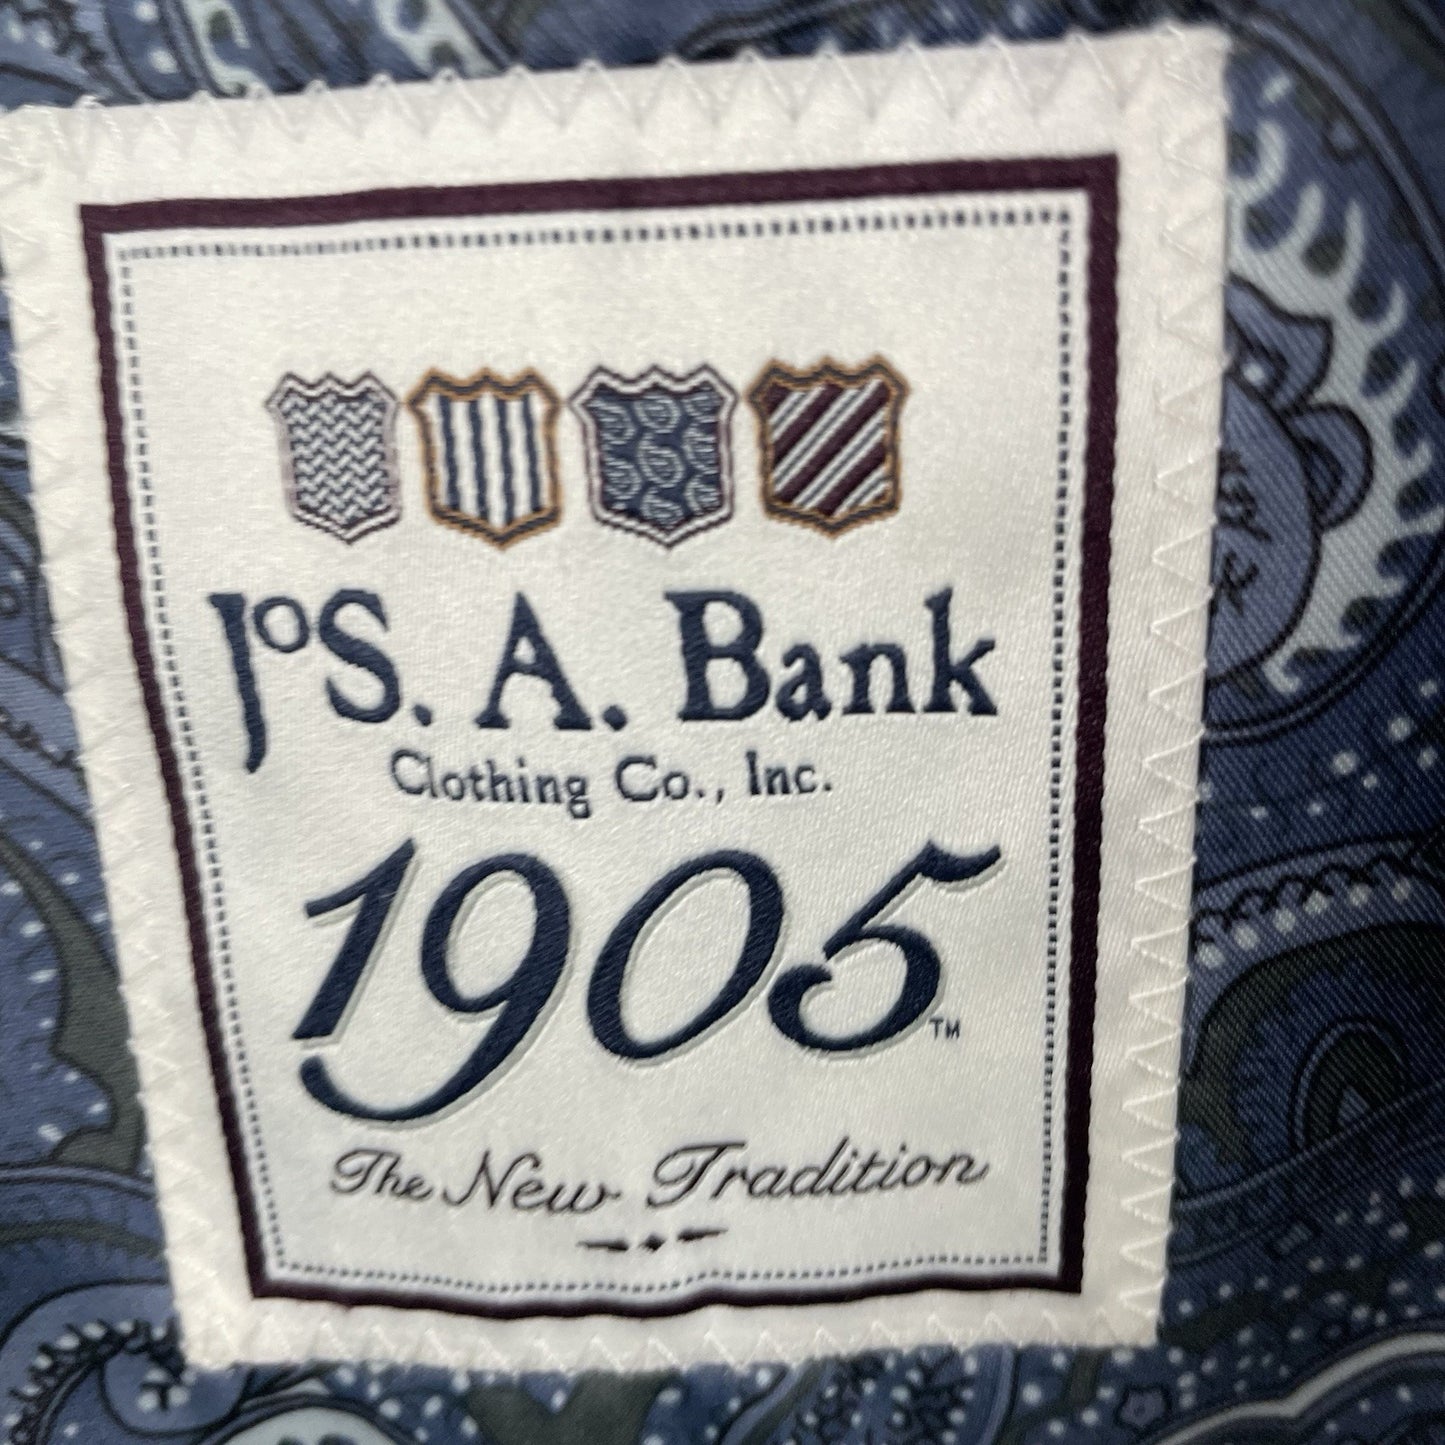 JoS. A. Bank
Clothing Co., Inc.
1905™
The New Tradition